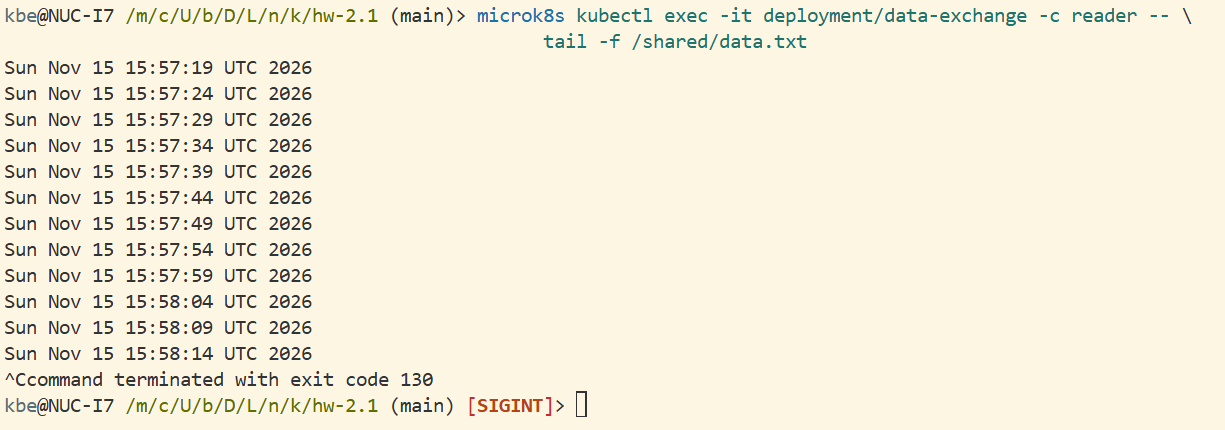 kbe@NUC-I7 /m/c/U/b/D/L/n/k/hw-2.1 (main)> microk8s kubectl exec -it deployment/data-exchange -c reader -- \
tail -f /shared/data.txt
Sun Nov 15 15:57:19 UTC 2026
Sun Nov 15 15:57:24 UTC 2026
Sun Nov 15 15:57:29 UTC 2026
Sun Nov 15 15:57:34 UTC 2026
Sun Nov 15 15:57:39 UTC 2026
Sun Nov 15 15:57:44 UTC 2026
Sun Nov 15 15:57:49 UTC 2026
Sun Nov 15 15:57:54 UTC 2026
Sun Nov 15 15:57:59 UTC 2026
Sun Nov 15 15:58:04 UTC 2026
Sun Nov 15 15:58:09 UTC 2026
Sun Nov 15 15:58:14 UTC 2026
^Ccommand terminated with exit code 130
kbe@NUC-I7 /m/c/U/b/D/L/n/k/hw-2.1 (main) [SIGINT]>